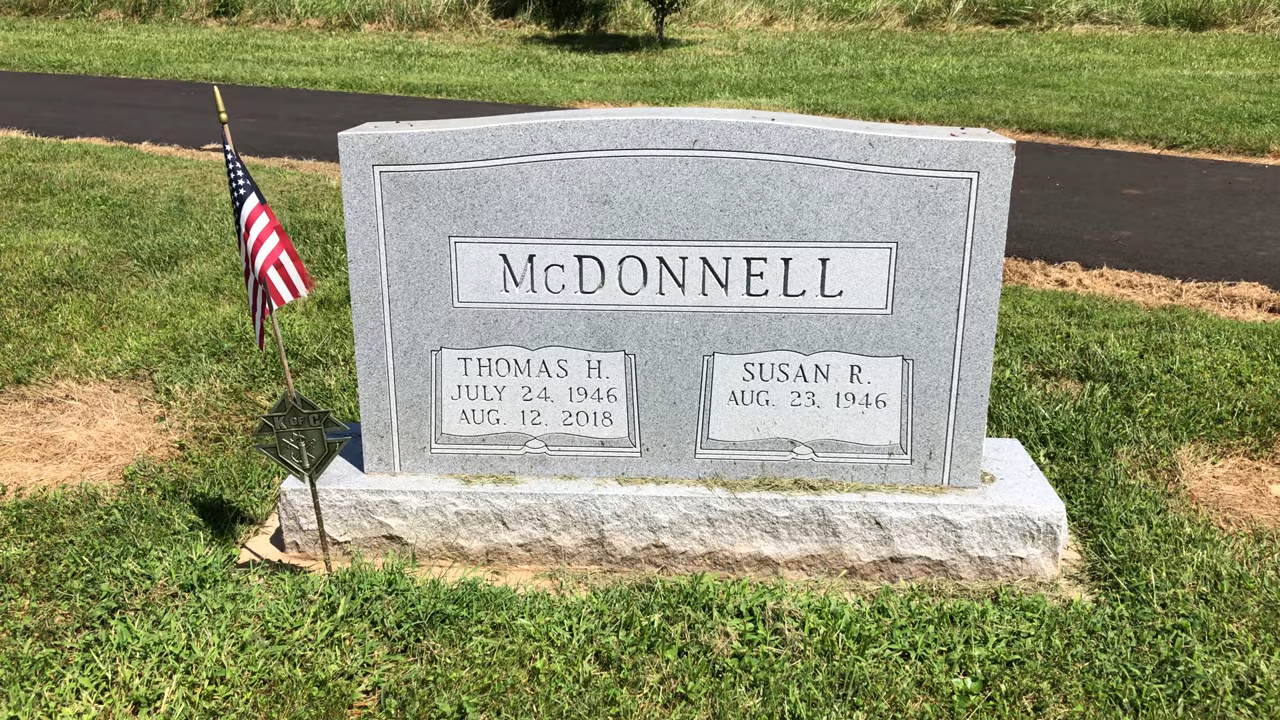 McDONNELL
THOMAS H.
JULY 24, 1946
AUG. 12, 2018
SUSAN R.
AUG. 23, 1946
K OF C